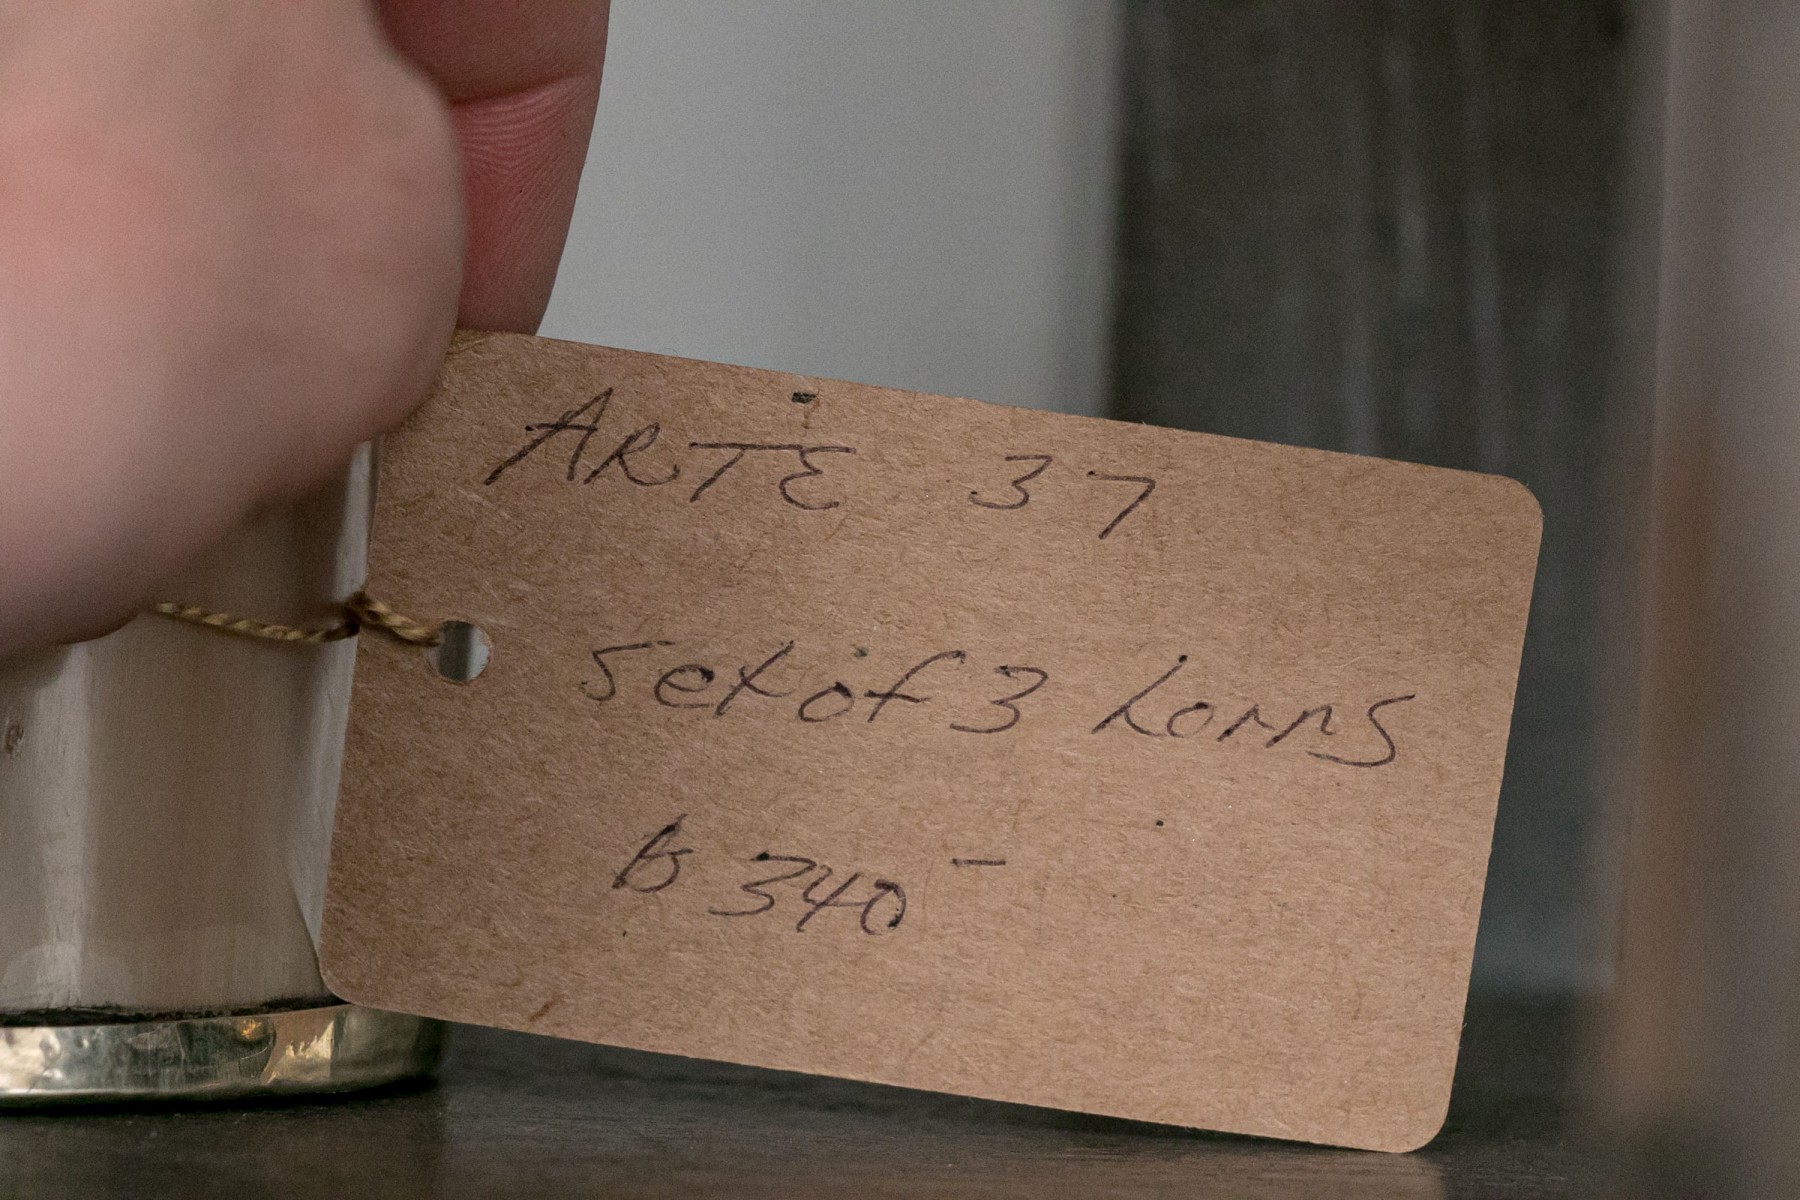 ARTE 37
Set of 3 horns
B 340 -